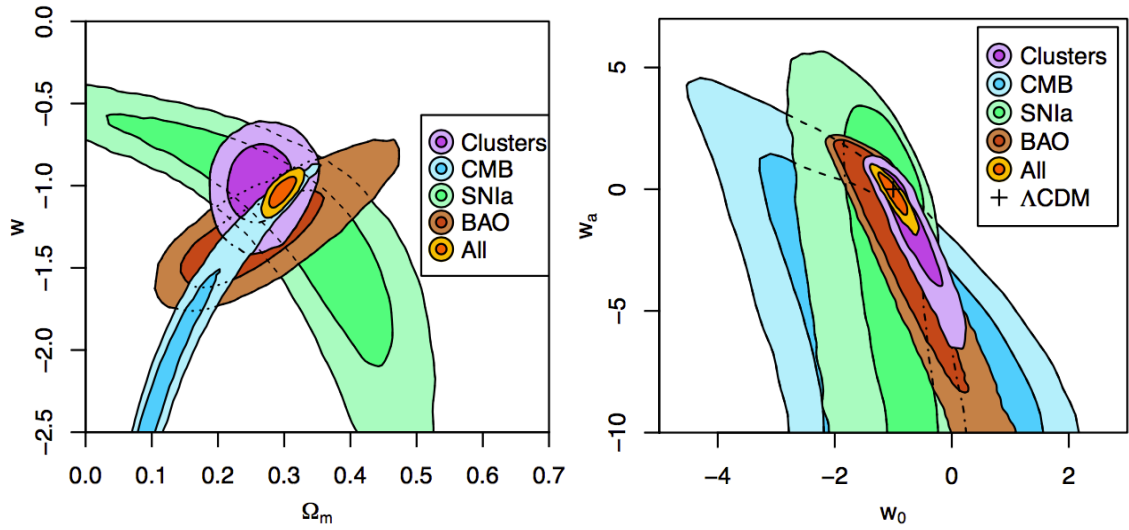 0.0
−0.5
−1.0
−1.5
−2.0
−2.5
w
0.0 0.1 0.2 0.3 0.4 0.5 0.6 0.7
Ωm
Clusters
CMB
SNIa
BAO
All
5
0
−5
−10
wa
−4 −2 0 2
w0
Clusters
CMB
SNIa
BAO
All
ΛCDM